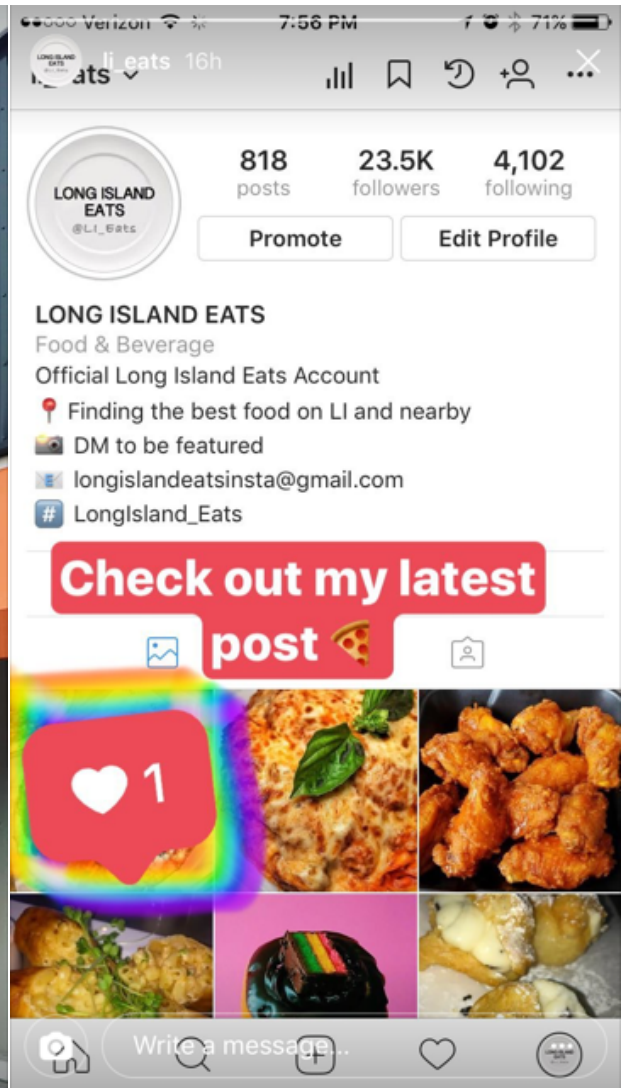 Verizon 7:56 PM 71%
li_eats 16h
818 23.5K 4,102
posts followers following
LONG ISLAND
EATS
@LI_Eats
Promote Edit Profile
LONG ISLAND EATS
Food & Beverage
Official Long Island Eats Account
📍 Finding the best food on LI and nearby
📷 DM to be featured
📧 longislandeatsinsta@gmail.com
#️⃣ LongIsland_Eats
Check out my latest
post 🍕
1
Write a message...